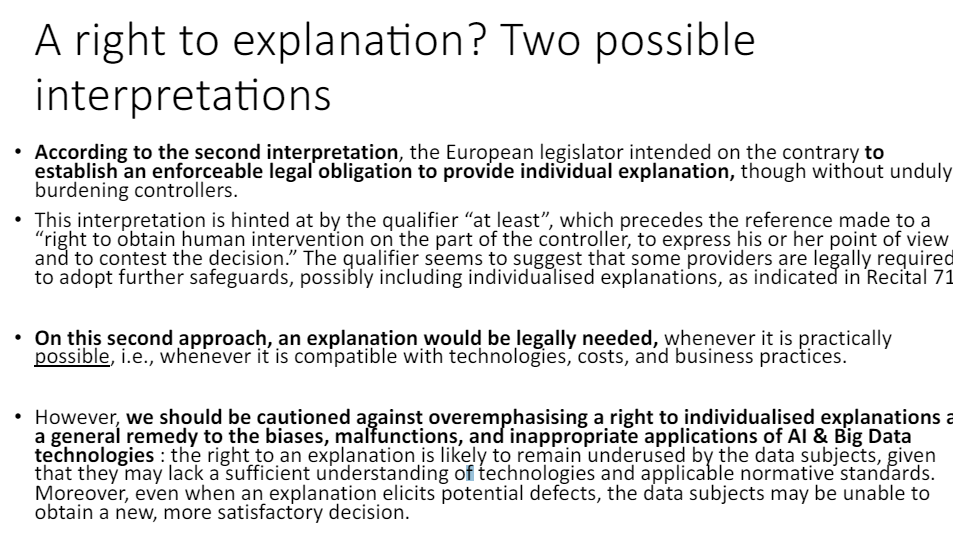 A right to explanation? Two possible
interpretations
• According to the second interpretation, the European legislator intended on the contrary to
establish an enforceable legal obligation to provide individual explanation, though without unduly
burdening controllers.
• This interpretation is hinted at by the qualifier “at least”, which precedes the reference made to a
“right to obtain human intervention on the part of the controller, to express his or her point of view
and to contest the decision.” The qualifier seems to suggest that some providers are legally required
to adopt further safeguards, possibly including individualised explanations, as indicated in Recital 71
• On this second approach, an explanation would be legally needed, whenever it is practically
possible, i.e., whenever it is compatible with technologies, costs, and business practices.
• However, we should be cautioned against overemphasising a right to individualised explanations
a general remedy to the biases, malfunctions, and inappropriate applications of AI & Big Data
technologies : the right to an explanation is likely to remain underused by the data subjects, given
that they may lack a sufficient understanding of technologies and applicable normative standards.
Moreover, even when an explanation elicits potential defects, the data subjects may be unable to
obtain a new, more satisfactory decision.